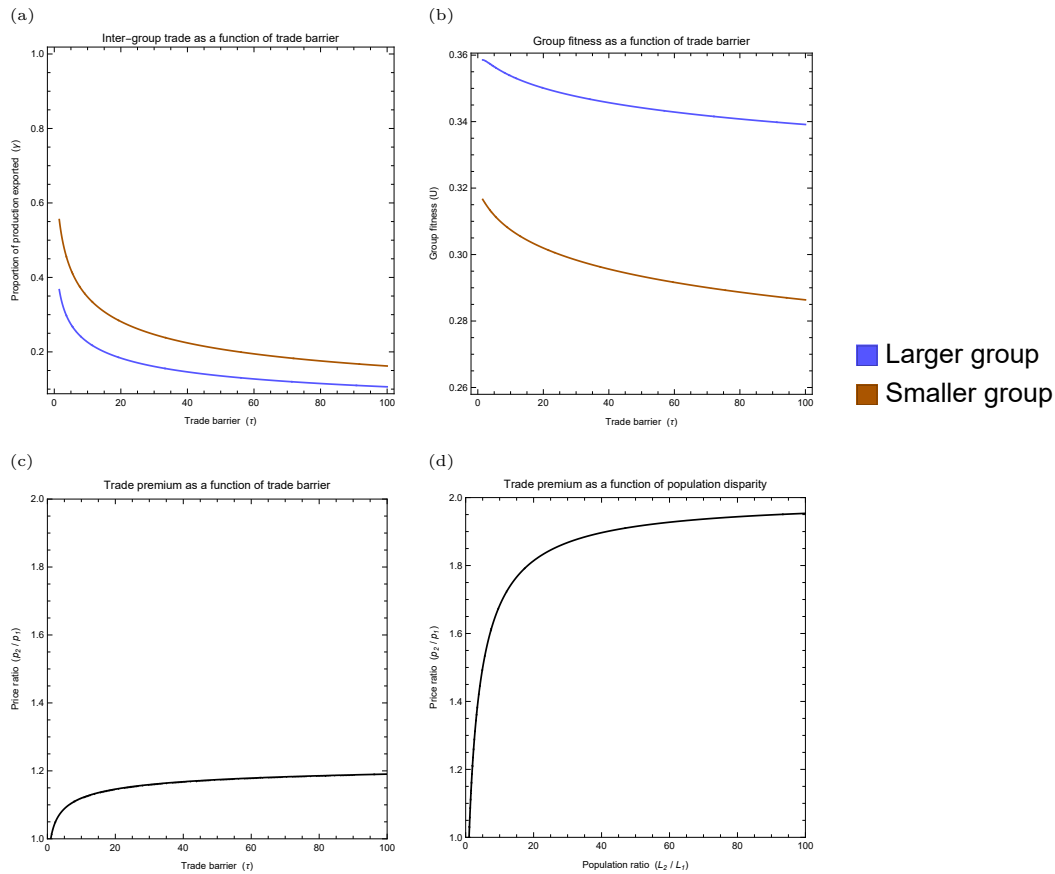 (a)
Inter-group trade as a function of trade barrier
Proportion of production exported (γ)
1.0
0.8
0.6
0.4
0.2
0 20 40 60 80 100
Trade barrier (τ)
(b)
Group fitness as a function of trade barrier
Group fitness (U)
0.36
0.34
0.32
0.30
0.28
0.26
0 20 40 60 80 100
Trade barrier (τ)
Larger group
Smaller group
(c)
Trade premium as a function of trade barrier
Price ratio (p₂ / p₁)
2.0
1.8
1.6
1.4
1.2
1.0
0 20 40 60 80 100
Trade barrier (τ)
(d)
Trade premium as a function of population disparity
Price ratio (p₂ / p₁)
2.0
1.8
1.6
1.4
1.2
1.0
0 20 40 60 80 100
Population ratio (L₂ / L₁)